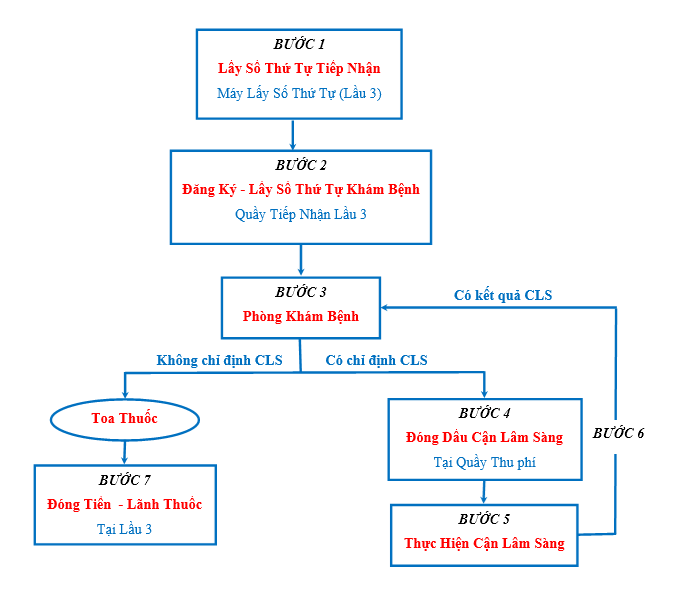 BƯỚC 1
Lấy Số Thứ Tự Tiếp Nhận
Máy Lấy Số Thứ Tự (Lầu 3)
BƯỚC 2
Đăng Ký - Lấy Số Thứ Tự Khám Bệnh
Quầy Tiếp Nhận Lầu 3
BƯỚC 3
Phòng Khám Bệnh
Có kết quả CLS
Không chỉ định CLS
Có chỉ định CLS
Toa Thuốc
BƯỚC 4
Đóng Dấu Cận Lâm Sàng
Tại Quầy Thu phí
BƯỚC 6
BƯỚC 7
Đóng Tiền - Lãnh Thuốc
Tại Lầu 3
BƯỚC 5
Thực Hiện Cận Lâm Sàng